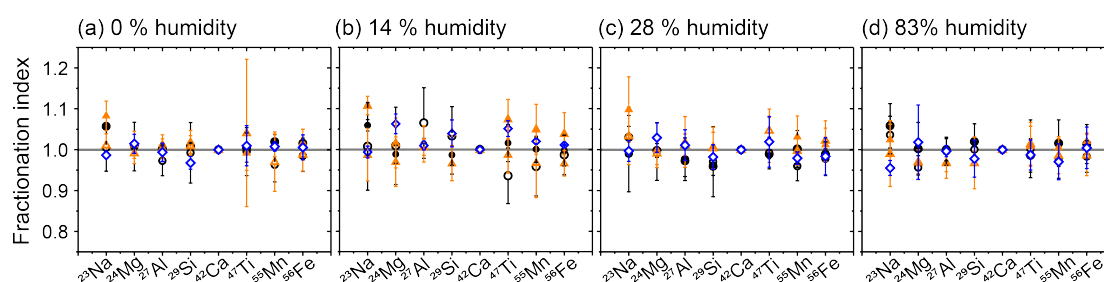 (a) 0 % humidity
(b) 14 % humidity
(c) 28 % humidity
(d) 83% humidity
Fractionation index
1.2
1.1
1.0
0.9
0.8
²³Na ²⁴Mg ²⁷Al ²⁹Si ⁴²Ca ⁴⁷Ti ⁵⁵Mn ⁵⁶Fe
²³Na ²⁴Mg ²⁷Al ²⁹Si ⁴²Ca ⁴⁷Ti ⁵⁵Mn ⁵⁶Fe
²³Na ²⁴Mg ²⁷Al ²⁹Si ⁴²Ca ⁴⁷Ti ⁵⁵Mn ⁵⁶Fe
²³Na ²⁴Mg ²⁷Al ²⁹Si ⁴²Ca ⁴⁷Ti ⁵⁵Mn ⁵⁶Fe